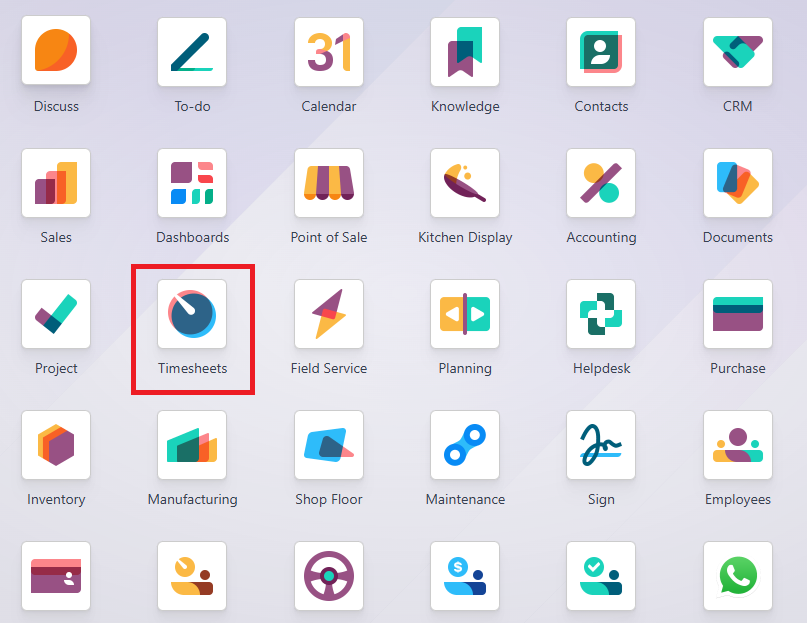 31
Discuss
To-do
Calendar
Knowledge
Contacts
CRM
Sales
Dashboards
Point of Sale
Kitchen Display
Accounting
Documents
Project
Timesheets
Field Service
Planning
Helpdesk
Purchase
Inventory
Manufacturing
Shop Floor
Maintenance
Sign
Employees
$